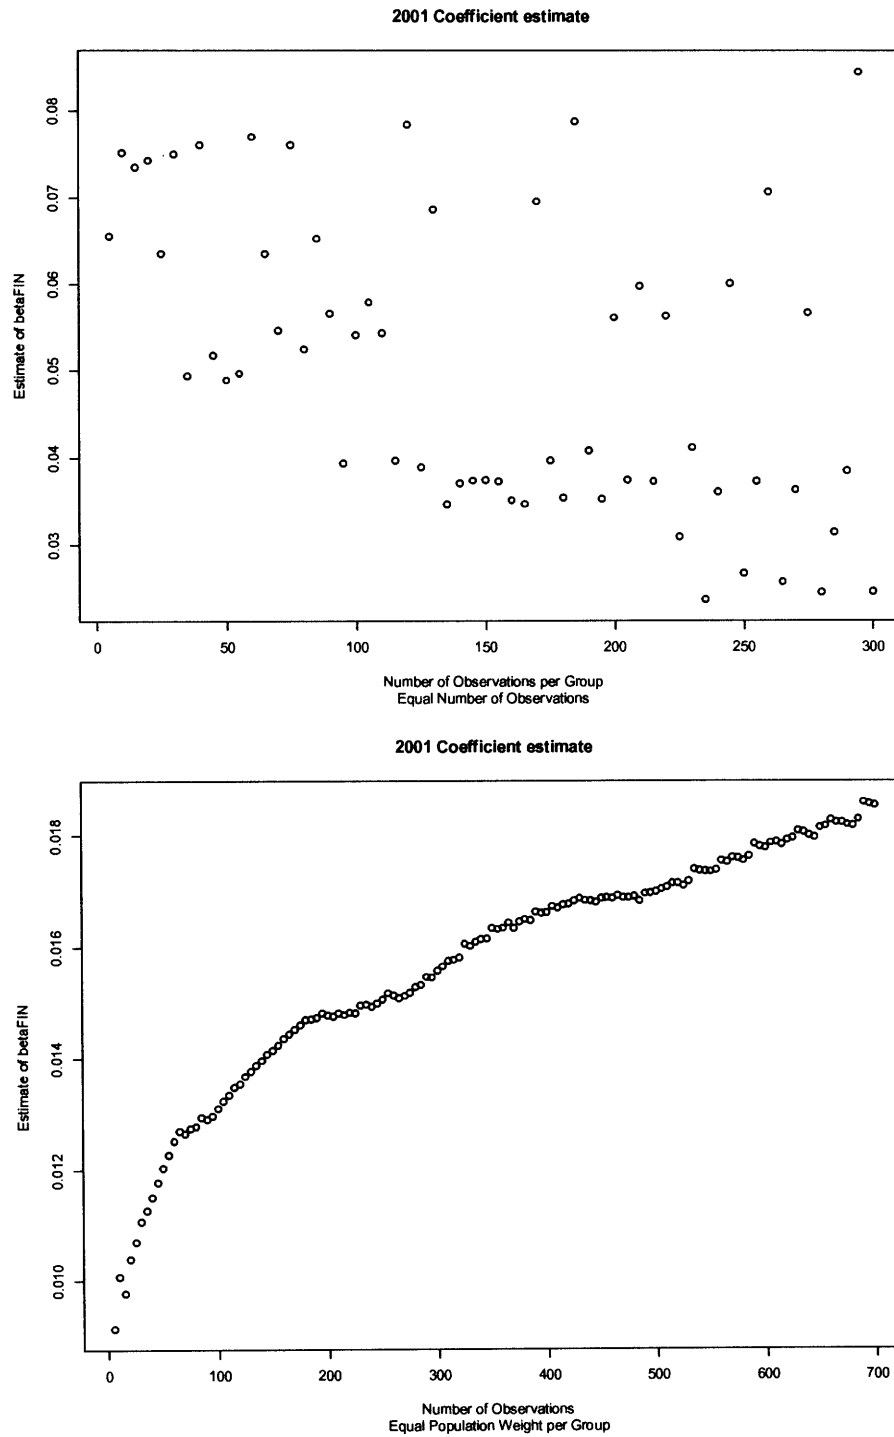 2001 Coefficient estimate
Estimate of betaFIN
0.08
0.07
0.06
0.05
0.04
0.03
0 50 100 150 200 250 300
Number of Observations per Group
Equal Number of Observations
2001 Coefficient estimate
Estimate of betaFIN
0.018
0.016
0.014
0.012
0.010
0 100 200 300 400 500 600 700
Number of Observations
Equal Population Weight per Group